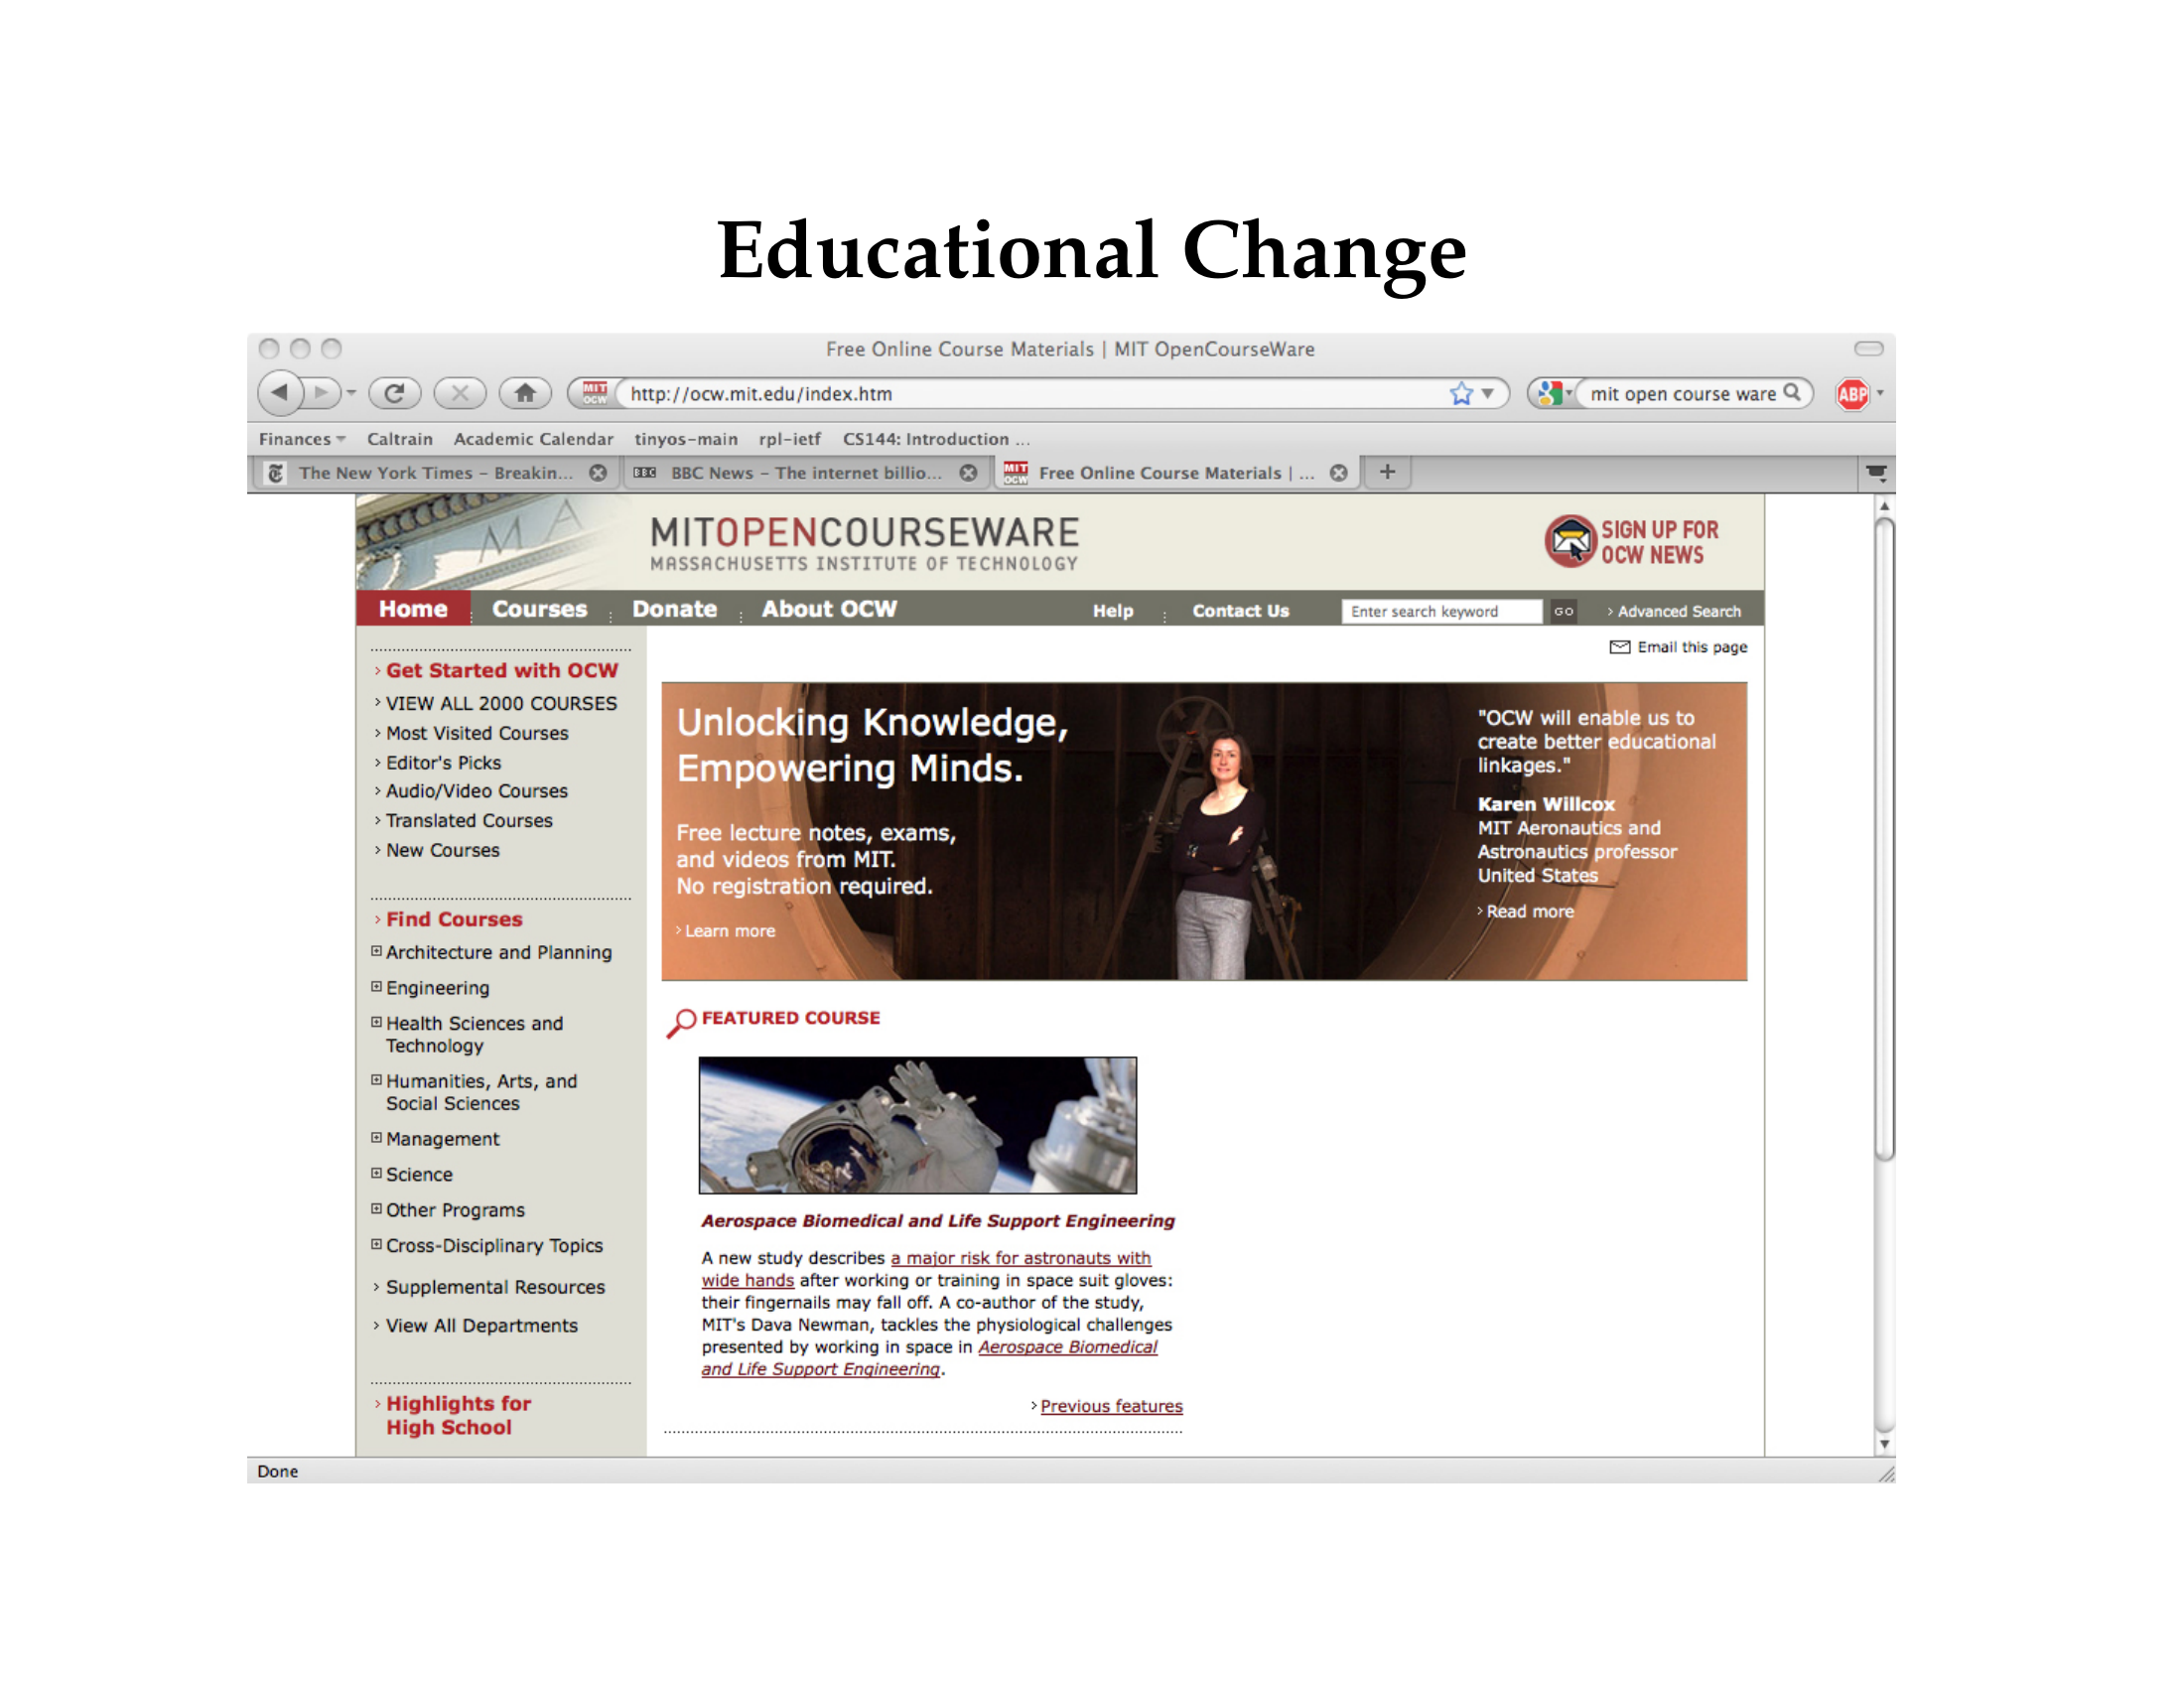 Educational Change
Free Online Course Materials | MIT OpenCourseWare
MIT OCW
http://ocw.mit.edu/index.htm
mit open course ware
ABP
Finances
Caltrain
Academic Calendar
tinyos-main
rpl-ietf
CS144: Introduction ...
The New York Times – Breakin...
BBC
BBC News – The internet billio...
MIT OCW
Free Online Course Materials | ...
+
MA
MITOPENCOURSEWARE
MASSACHUSETTS INSTITUTE OF TECHNOLOGY
SIGN UP FOR
OCW NEWS
Home
Courses
Donate
About OCW
Help
Contact Us
Enter search keyword
GO
› Advanced Search
Email this page
› Get Started with OCW
› VIEW ALL 2000 COURSES
› Most Visited Courses
› Editor's Picks
› Audio/Video Courses
› Translated Courses
› New Courses
› Find Courses
Architecture and Planning
Engineering
Health Sciences and
Technology
Humanities, Arts, and
Social Sciences
Management
Science
Other Programs
Cross-Disciplinary Topics
› Supplemental Resources
› View All Departments
› Highlights for
High School
Unlocking Knowledge,
Empowering Minds.
Free lecture notes, exams,
and videos from MIT.
No registration required.
› Learn more
"OCW will enable us to
create better educational
linkages."
Karen Willcox
MIT Aeronautics and
Astronautics professor
United States
› Read more
FEATURED COURSE
Aerospace Biomedical and Life Support Engineering
A new study describes a major risk for astronauts with
wide hands after working or training in space suit gloves:
their fingernails may fall off. A co-author of the study,
MIT's Dava Newman, tackles the physiological challenges
presented by working in space in Aerospace Biomedical
and Life Support Engineering.
› Previous features
Done